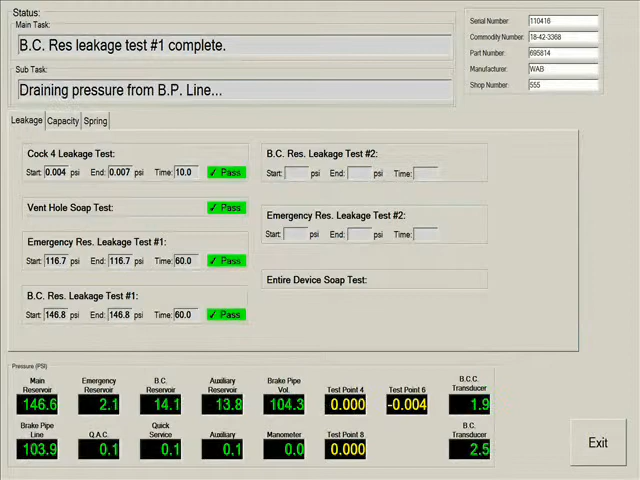 Status:
Main Task:
B.C. Res leakage test #1 complete.
Sub Task:
Draining pressure from B.P. Line...
Serial Number: 110416
Commodity Number: 18-42-3368
Part Number: 695814
Manufacturer: WAB
Shop Number: 555
Leakage Capacity Spring
Cock 4 Leakage Test:
Start: 0.004 psi End: 0.007 psi Time: 10.0 ✓ Pass
Vent Hole Soap Test: ✓ Pass
Emergency Res. Leakage Test #1:
Start: 116.7 psi End: 116.7 psi Time: 60.0 ✓ Pass
B.C. Res. Leakage Test #1:
Start: 146.8 psi End: 146.8 psi Time: 60.0 ✓ Pass
B.C. Res. Leakage Test #2:
Start: psi End: psi Time:
Emergency Res. Leakage Test #2:
Start: psi End: psi Time:
Entire Device Soap Test:
Pressure (PSI)
Main Reservoir 146.6
Emergency Reservoir 2.1
B.C. Reservoir 14.1
Auxiliary Reservoir 13.8
Brake Pipe Vol. 104.3
Test Point 4 0.000
Test Point 6 -0.004
B.C.C. Transducer 1.9
Brake Pipe Line 103.9
Q.A.C. 0.1
Quick Service 0.1
Auxiliary 0.1
Manometer 0.0
Test Point 8 0.000
B.C. Transducer 2.5
Exit